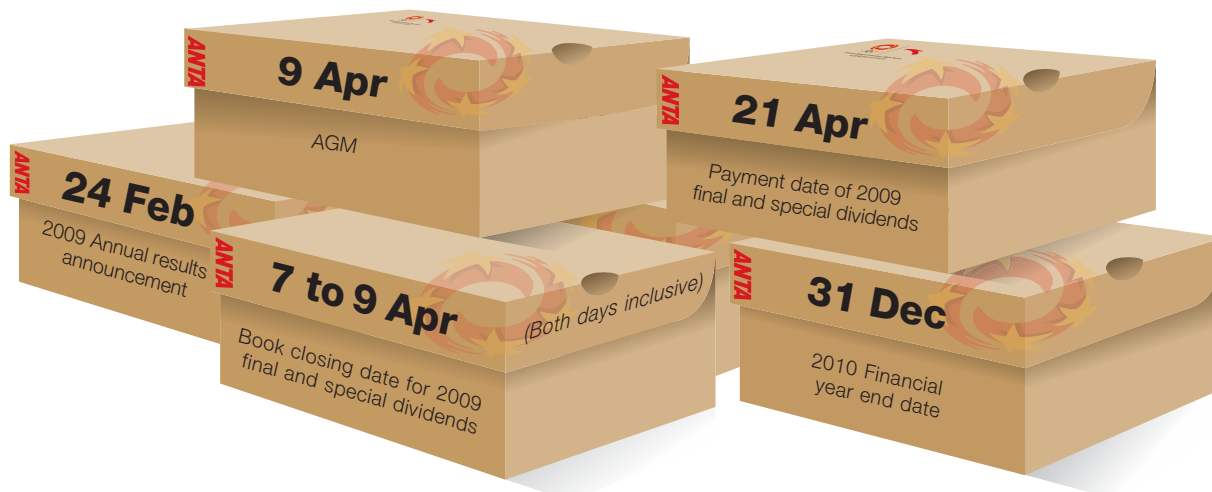 ANTA
24 Feb
2009 Annual results
announcement
ANTA
7 to 9 Apr
(Both days inclusive)
Book closing date for 2009
final and special dividends
ANTA
9 Apr
AGM
ANTA
21 Apr
Payment date of 2009
final and special dividends
ANTA
31 Dec
2010 Financial
year end date